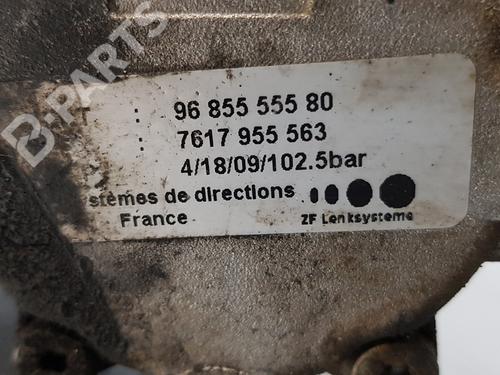 B-PARTS
: 96 855 555 80
: 7617 955 563
4/18/09/102.5bar
stèmes de directions
France
ZF Lenksysteme